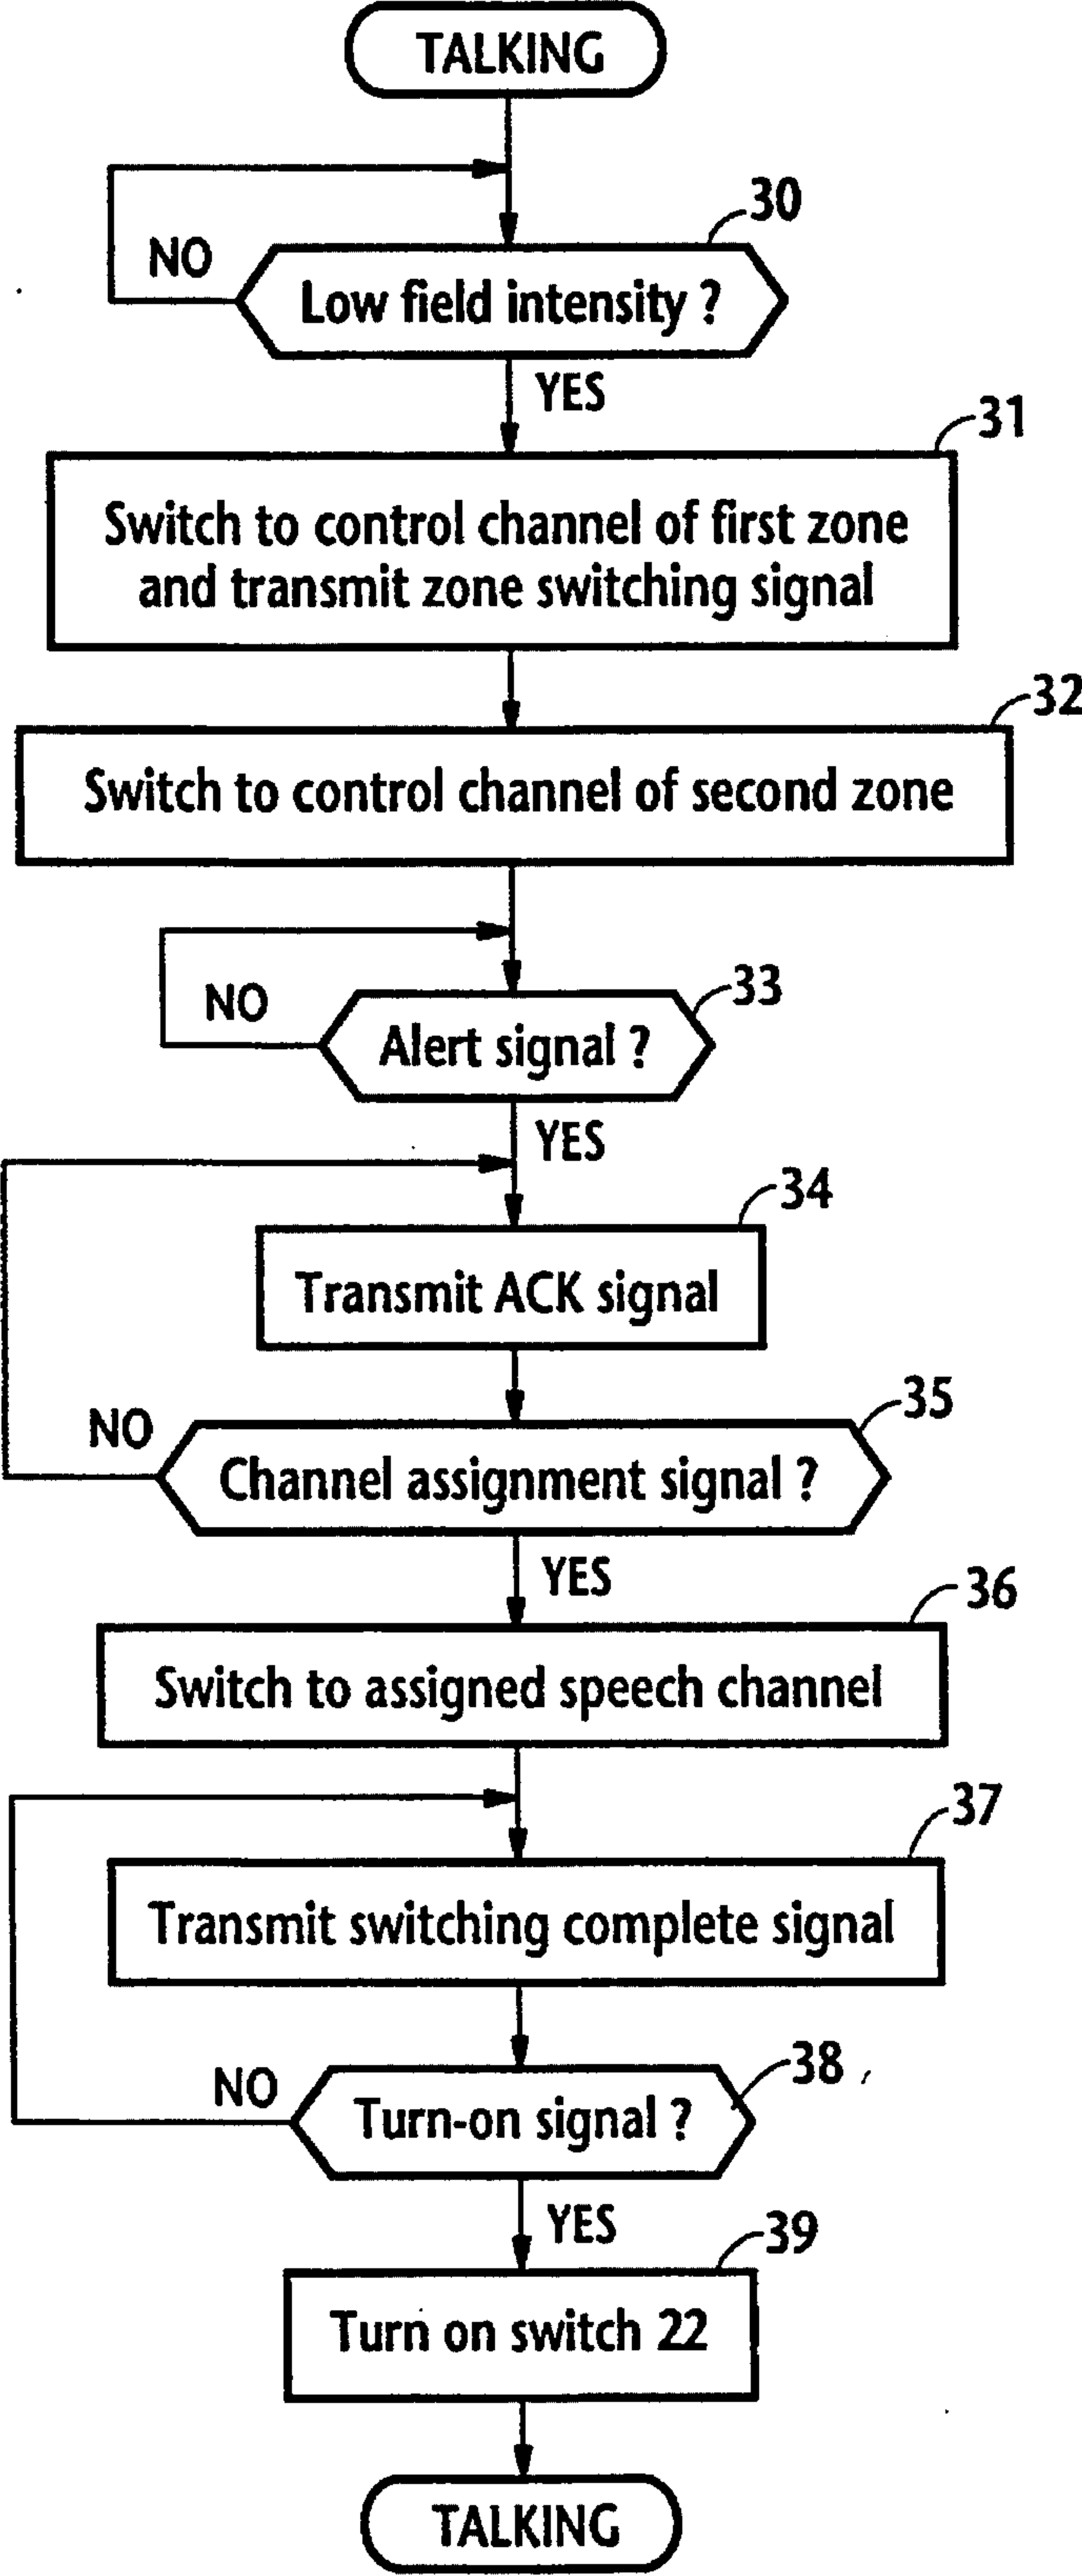 TALKING
30
NO
Low field intensity ?
YES
31
Switch to control channel of first zone
and transmit zone switching signal
32
Switch to control channel of second zone
33
NO
Alert signal ?
YES
34
Transmit ACK signal
35
NO
Channel assignment signal ?
YES
36
Switch to assigned speech channel
37
Transmit switching complete signal
38
NO
Turn-on signal ?
YES
39
Turn on switch 22
TALKING